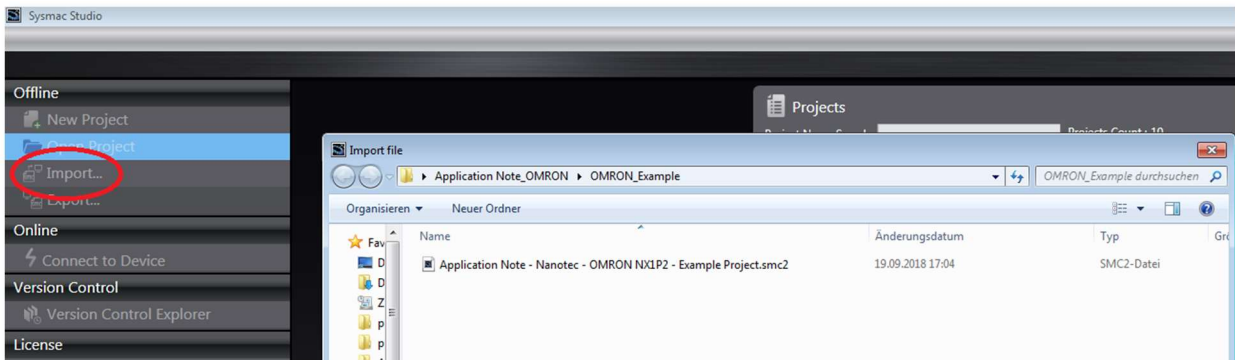 Sysmac Studio
Offline
New Project
Open Project
Import...
Export...
Online
Connect to Device
Version Control
Version Control Explorer
License
Projects
Projects Count : 10
Import file
Application Note_OMRON ▸ OMRON_Example
OMRON_Example durchsuchen
Organisieren
Neuer Ordner
Name
Änderungsdatum
Typ
Grö
Fav
D
D
Z
p
p
Application Note - Nanotec - OMRON NX1P2 - Example Project.smc2
19.09.2018 17:04
SMC2-Datei